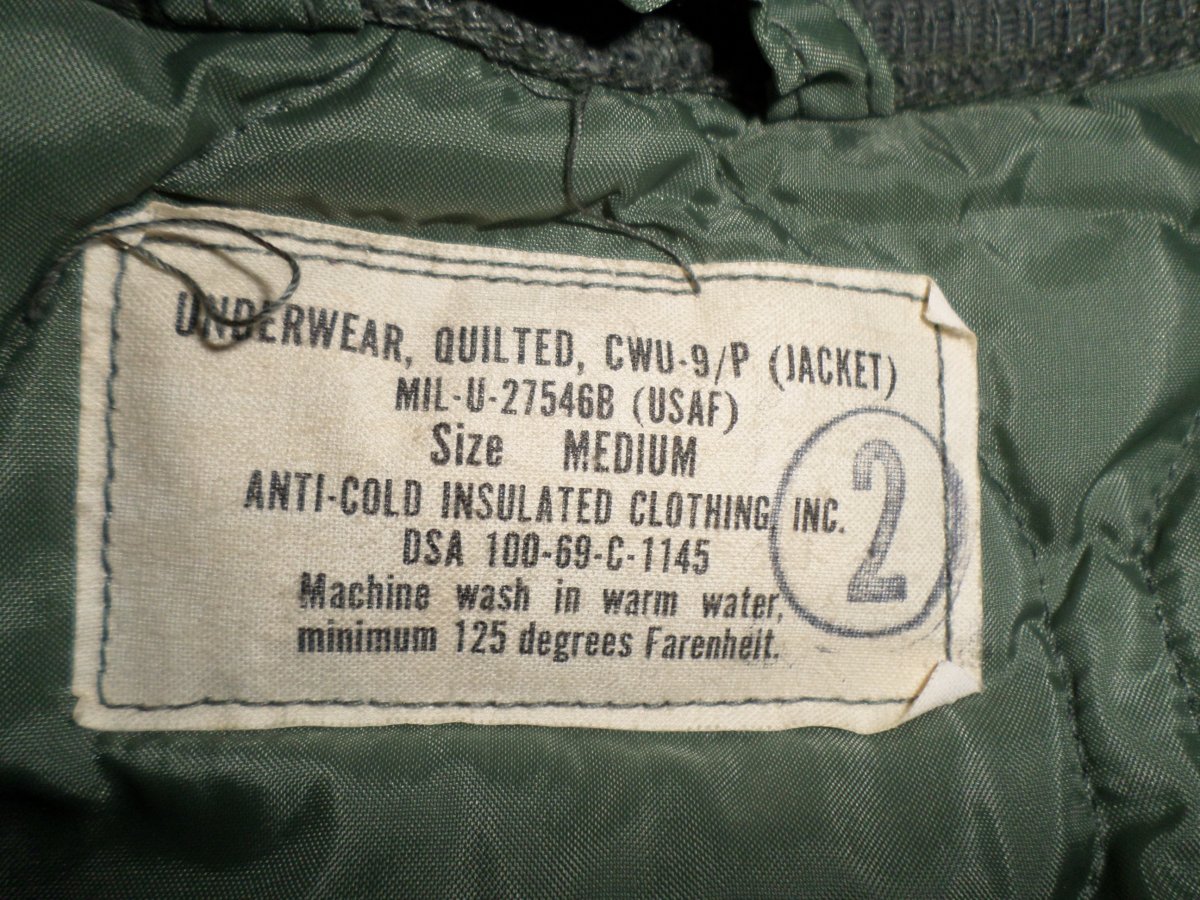 UNDERWEAR, QUILTED, CWU-9/P (JACKET)
MIL-U-27546B (USAF)
Size MEDIUM
ANTI-COLD INSULATED CLOTHING, INC.
DSA 100-69-C-1145
Machine wash in warm water,
minimum 125 degrees Farenheit.
2